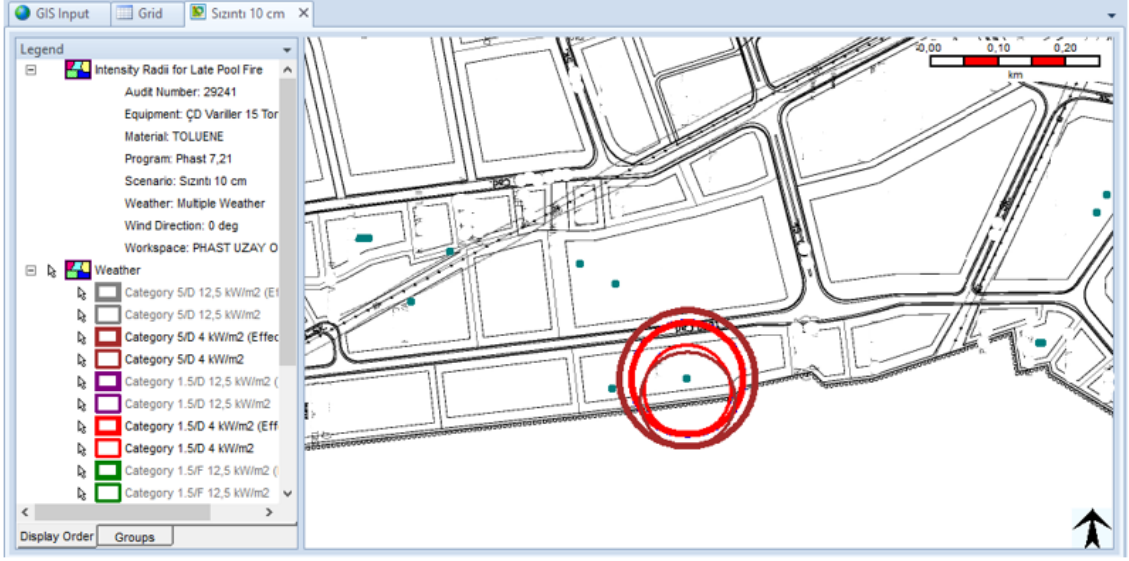 GIS Input
Grid
Sızıntı 10 cm
Legend
Intensity Radii for Late Pool Fire
Audit Number: 29241
Equipment: ÇD Variller 15 Tor
Material: TOLUENE
Program: Phast 7,21
Scenario: Sızıntı 10 cm
Weather: Multiple Weather
Wind Direction: 0 deg
Workspace: PHAST UZAY O
Weather
Category 5/D 12,5 kW/m2 (Ef
Category 5/D 12,5 kW/m2
Category 5/D 4 kW/m2 (Effec
Category 5/D 4 kW/m2
Category 1.5/D 12,5 kW/m2 (
Category 1.5/D 12,5 kW/m2
Category 1.5/D 4 kW/m2 (Eff
Category 1.5/D 4 kW/m2
Category 1.5/F 12,5 kW/m2 (
Category 1.5/F 12,5 kW/m2
Display Order
Groups
0,00 0,10 0,20
km